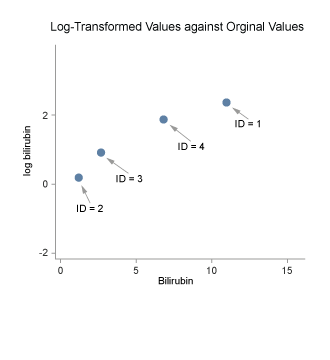 Log-Transformed Values against Orginal Values
log bilirubin
2
0
-2
ID = 1
ID = 4
ID = 3
ID = 2
0 5 10 15
Bilirubin